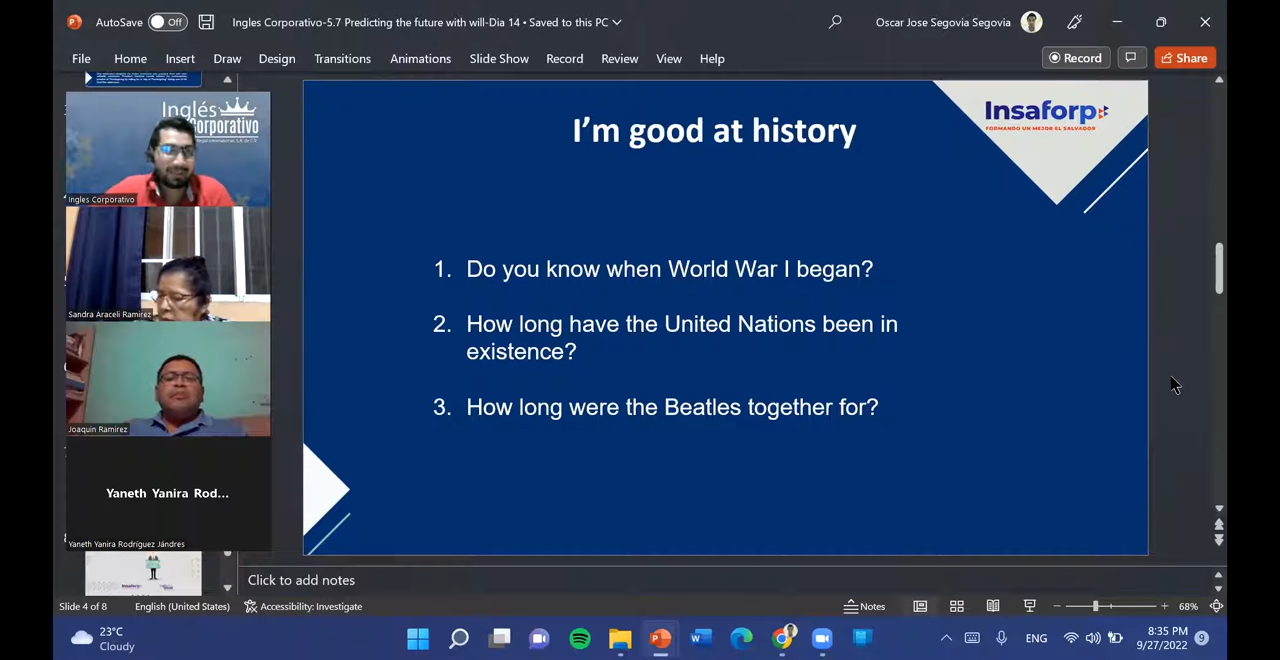 AutoSave Off Ingles Corporativo-5.7 Predicting the future with will-Dia 14 • Saved to this PC Oscar Jose Segovia Segovia
File Home Insert Draw Design Transitions Animations Slide Show Record Review View Help Record Share
Inglés
Corporativo
Ingles Corporativo
Sandra Araceli Ramirez
Joaquín Ramirez
Yaneth Yanira Rod...
Yaneth Yanira Rodríguez Jándres
I'm good at history
Insaforp
FORMANDO UN MEJOR EL SALVADOR
1. Do you know when World War I began?
2. How long have the United Nations been in
existence?
3. How long were the Beatles together for?
Click to add notes
Slide 4 of 8 English (United States) Accessibility: Investigate Notes 68%
23°C
Cloudy
ENG
8:35 PM
9/27/2022
9